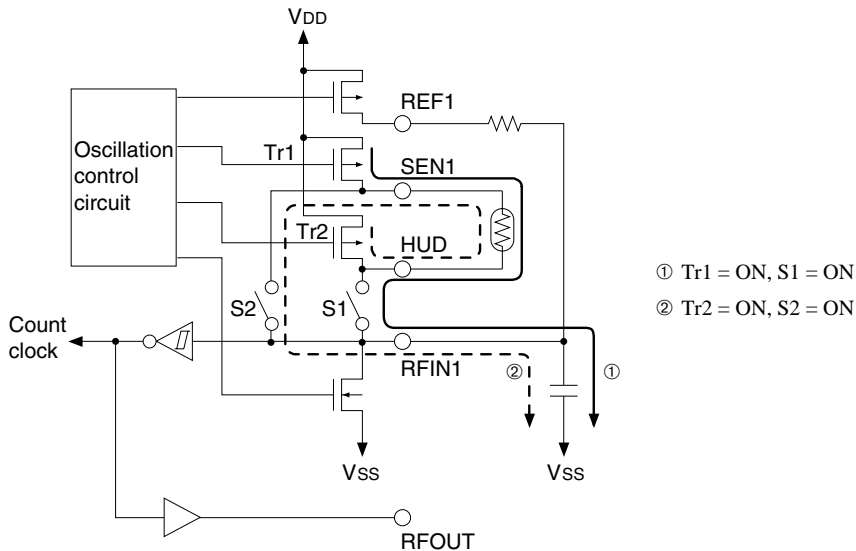 VDD
REF1
Oscillation
control
circuit
Tr1
SEN1
Tr2
HUD
① Tr1 = ON, S1 = ON
② Tr2 = ON, S2 = ON
S2
S1
Count
clock
RFIN1
②
①
VSS
VSS
RFOUT